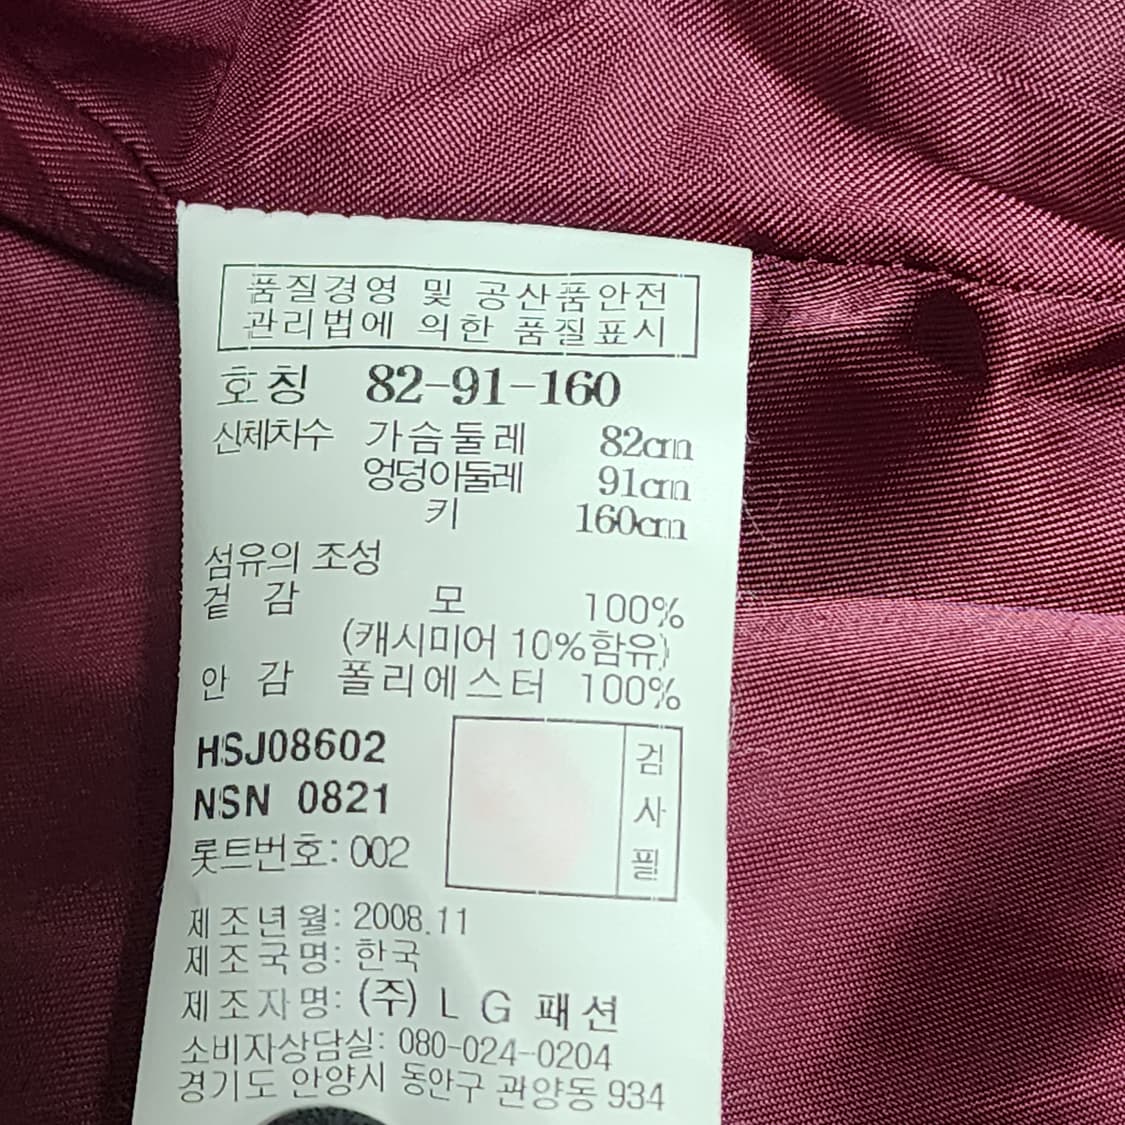 품질경영 및 공산품안전
관리법에 의한 품질표시
호칭 82-91-160
신체치수 가슴둘레 82cm
엉덩이둘레 91cm
키 160cm
섬유의 조성
겉감 모 100%
(캐시미어 10%함유)
안감 폴리에스터 100%
HSJ08602
NSN 0821
검사필
롯트번호: 002
제조년월: 2008.11
제조국명: 한국
제조자명: (주) LG패션
소비자상담실: 080-024-0204
경기도 안양시 동안구 관양동 934